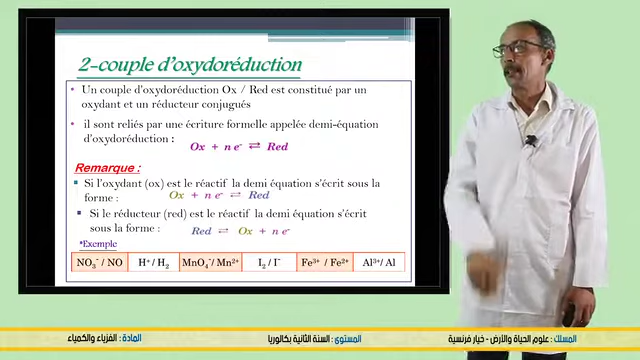 2-couple d'oxydoréduction
• Un couple d'oxydoréduction Ox / Red est constitué par un
oxydant et un réducteur conjugués
• il sont reliés par une écriture formelle appelée demi-équation
d'oxydoréduction :
Ox + n e⁻ ⇌ Red
Remarque :
▪ Si l'oxydant (ox) est le réactif la demi équation s'écrit sous la
forme : Ox + n e⁻ ⇌ Red
▪ Si le réducteur (red) est le réactif la demi équation s'écrit
sous la forme : Red ⇌ Ox + n e⁻
•Exemple
NO₃⁻ / NO H⁺ / H₂ MnO₄⁻/ Mn²⁺ I₂ / I⁻ Fe³⁺ / Fe²⁺ Al³⁺/ Al
المسلك : علوم الحياة والأرض - خيار فرنسية المستوى : السنة الثانية بكالوريا المادة : الفزياء والكمياء